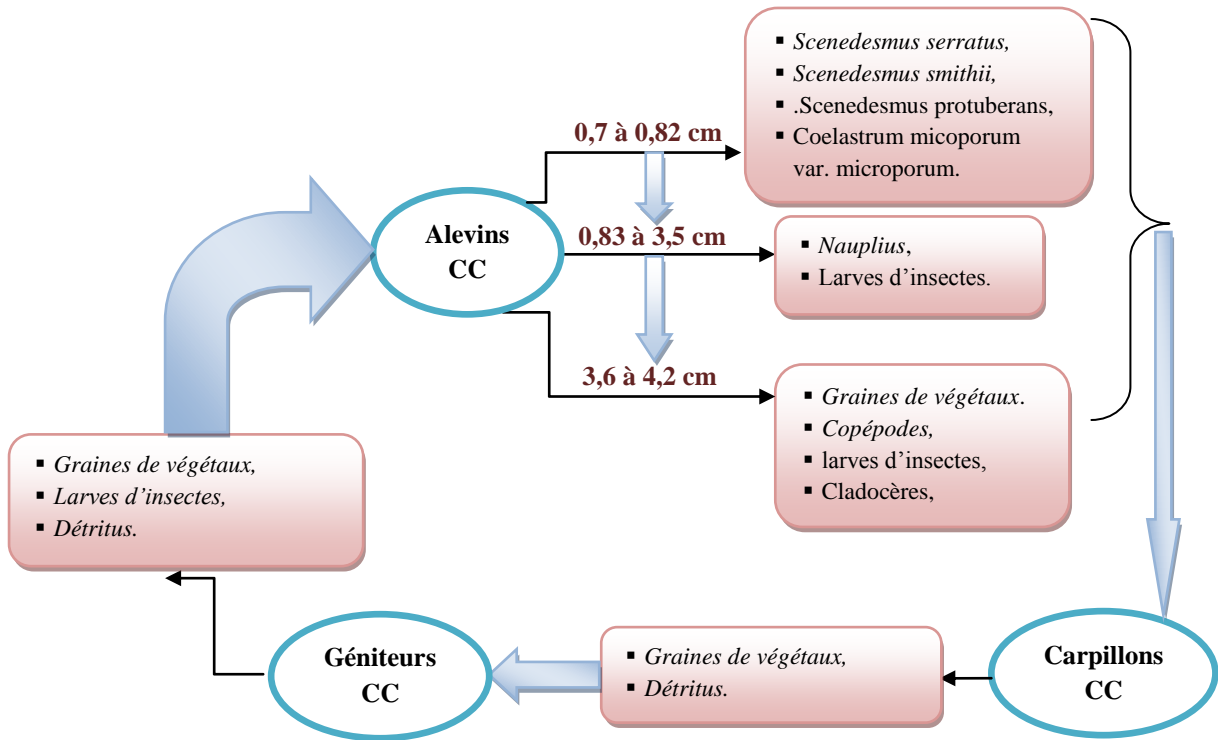 ▪ Scenedesmus serratus,
▪ Scenedesmus smithii,
▪ .Scenedesmus protuberans,
▪ Coelastrum micoporum
var. microporum.
0,7 à 0,82 cm
Alevins
CC
0,83 à 3,5 cm
▪ Nauplius,
▪ Larves d’insectes.
3,6 à 4,2 cm
▪ Graines de végétaux.
▪ Copépodes,
▪ larves d’insectes,
▪ Cladocères,
▪ Graines de végétaux,
▪ Larves d’insectes,
▪ Détritus.
Géniteurs
CC
▪ Graines de végétaux,
▪ Détritus.
Carpillons
CC